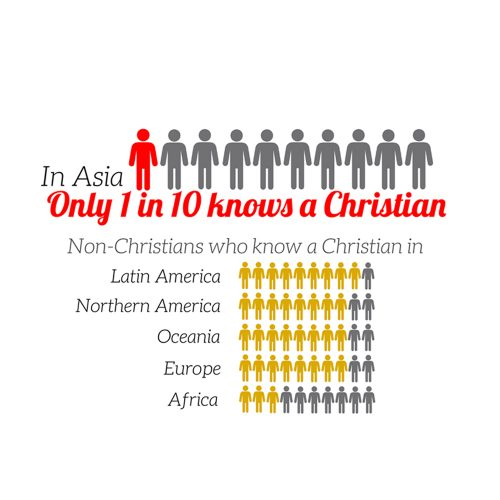 In Asia
Only 1 in 10 knows a Christian
Non-Christians who know a Christian in
Latin America
Northern America
Oceania
Europe
Africa